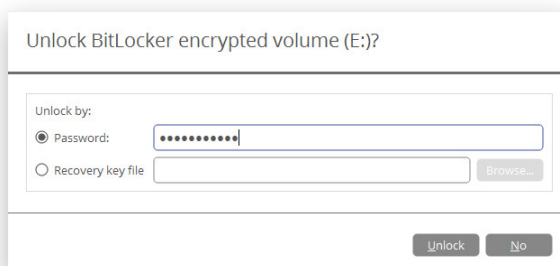 Unlock BitLocker encrypted volume (E:)?
Unlock by:
Password: ●●●●●●●●●●●
Recovery key file Browse...
Unlock No